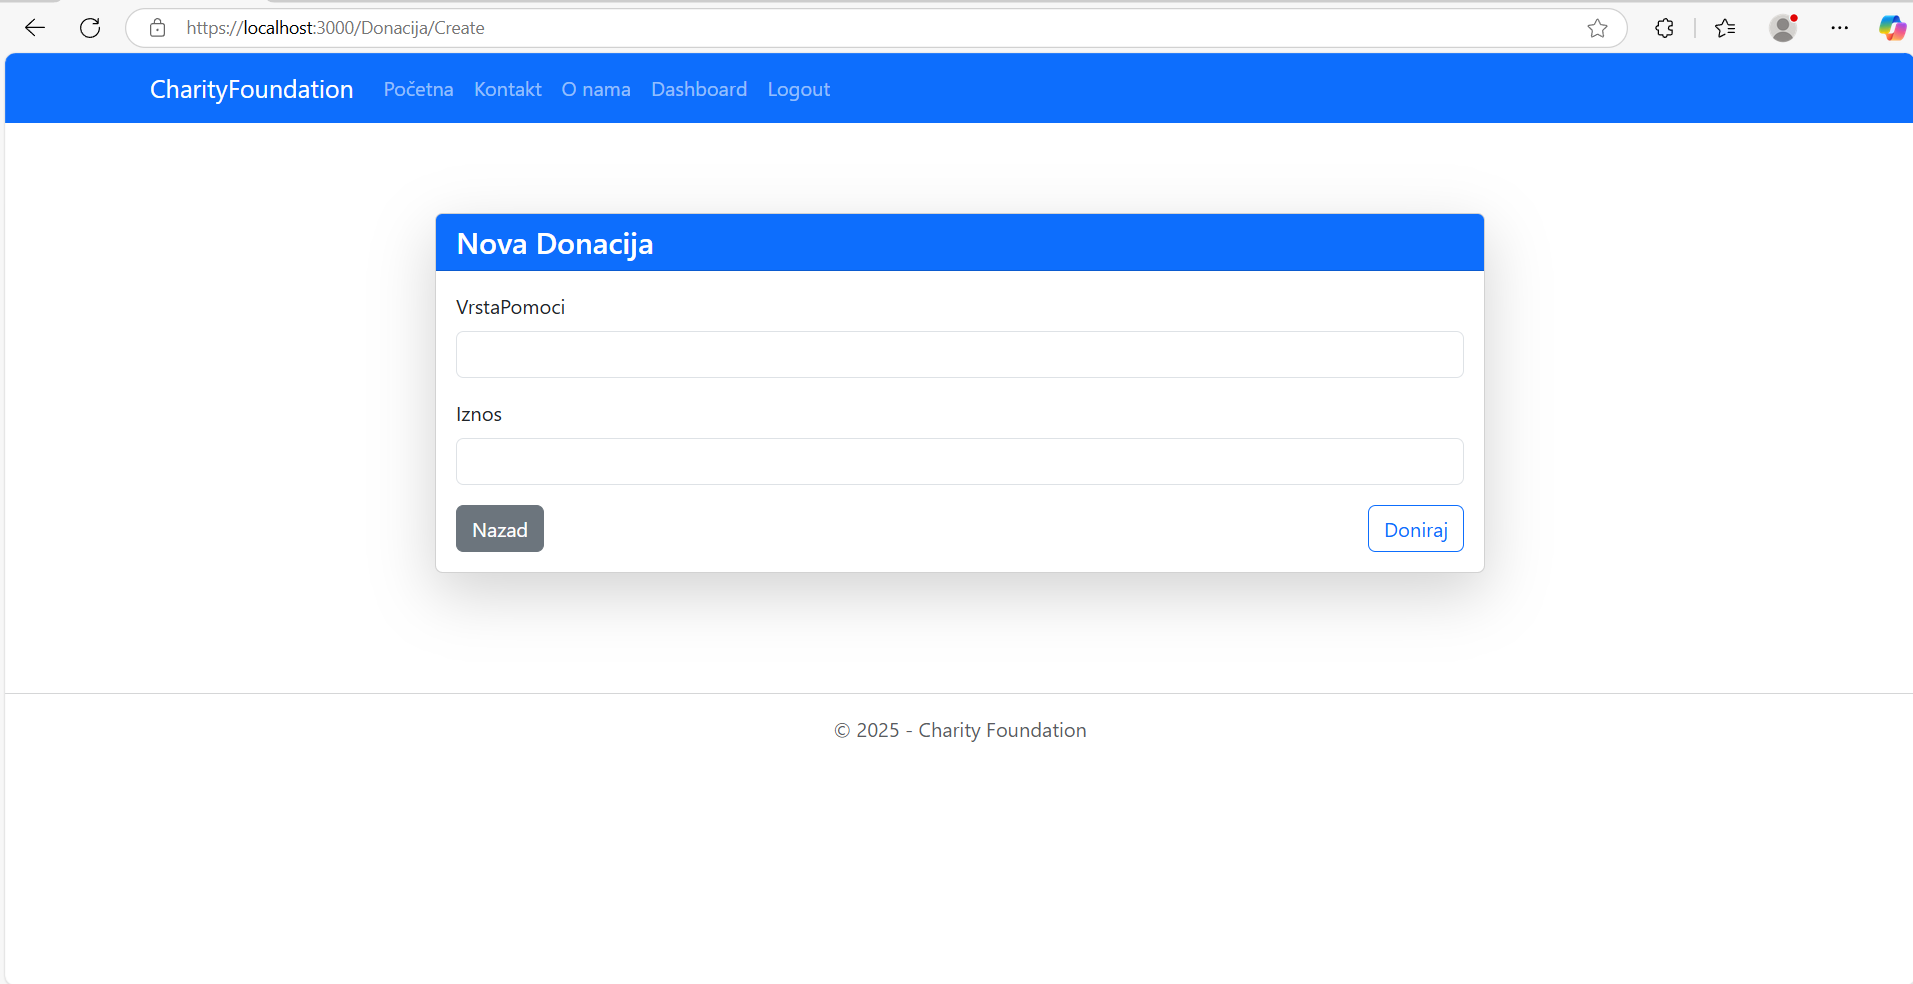 https://localhost:3000/Donacija/Create
CharityFoundation Početna Kontakt O nama Dashboard Logout
Nova Donacija
VrstaPomoci
Iznos
Nazad Doniraj
© 2025 - Charity Foundation